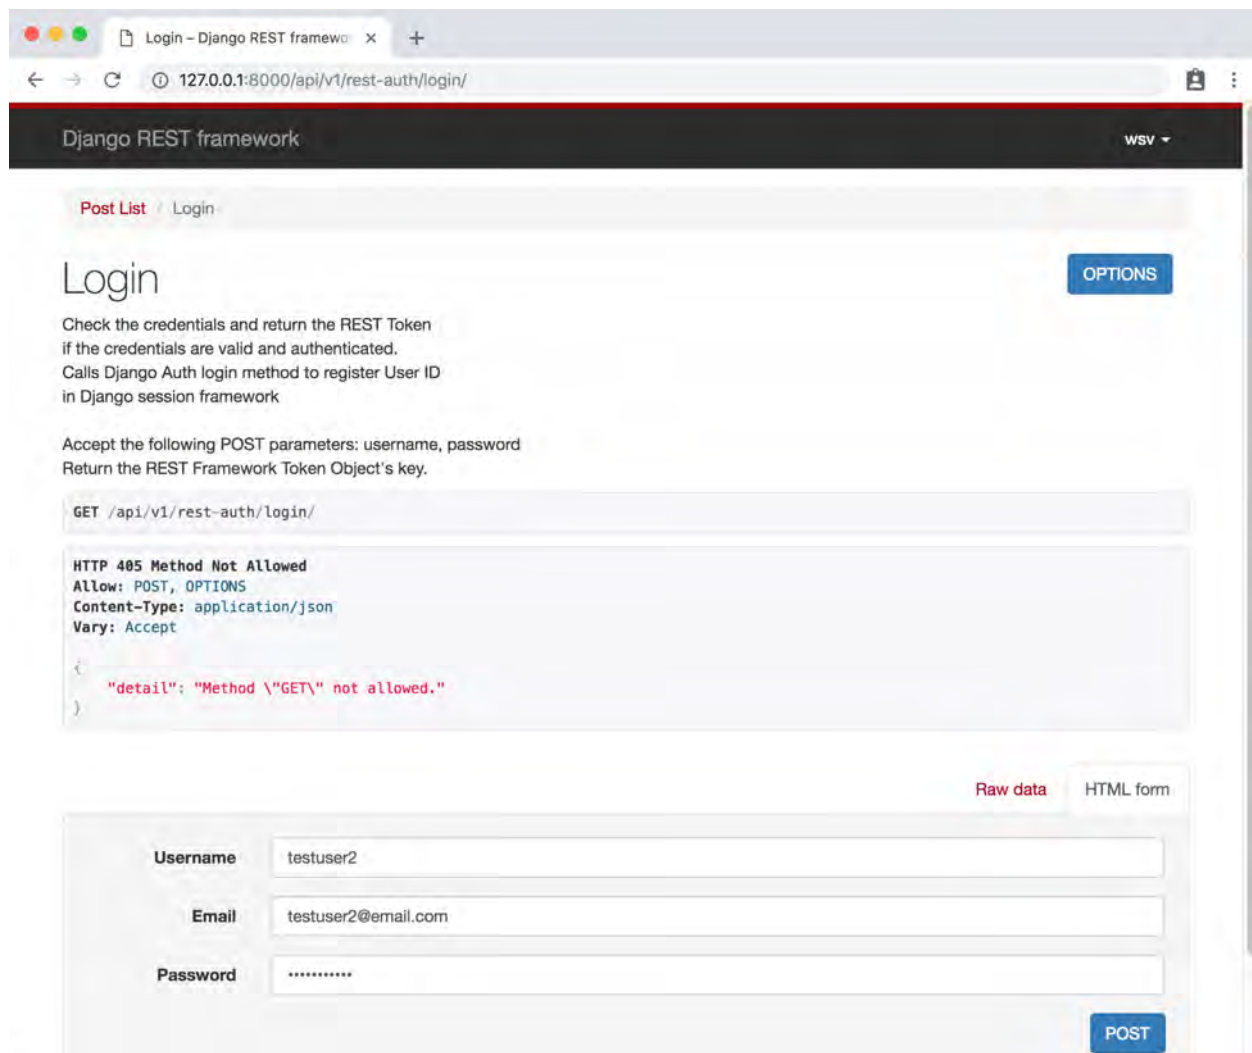 Login – Django REST framewo
127.0.0.1:8000/api/v1/rest-auth/login/
Django REST framework
wsv
Post List / Login
Login
OPTIONS
Check the credentials and return the REST Token
if the credentials are valid and authenticated.
Calls Django Auth login method to register User ID
in Django session framework
Accept the following POST parameters: username, password
Return the REST Framework Token Object's key.
GET /api/v1/rest-auth/login/
HTTP 405 Method Not Allowed
Allow: POST, OPTIONS
Content-Type: application/json
Vary: Accept
{
"detail": "Method \"GET\" not allowed."
}
Raw data
HTML form
Username
testuser2
Email
testuser2@email.com
Password
•••••••••••
POST